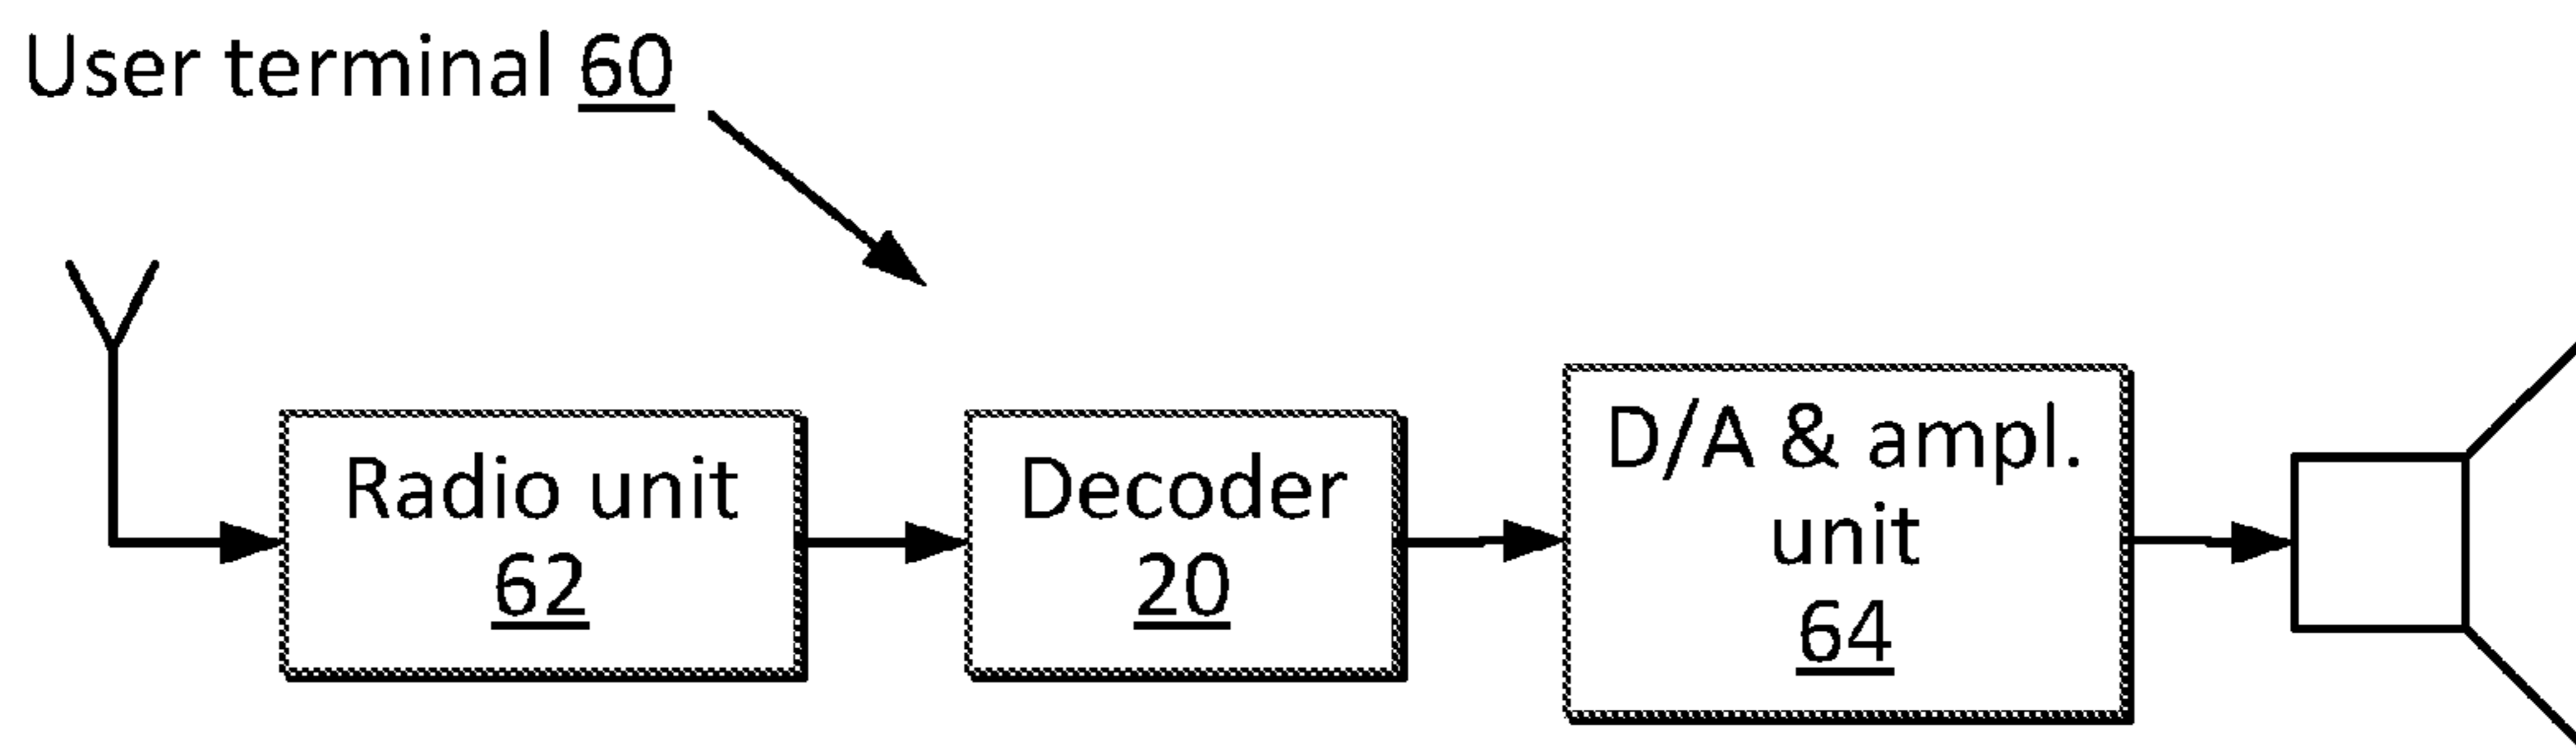 User terminal 60
Radio unit
62
Decoder
20
D/A & ampl.
unit
64